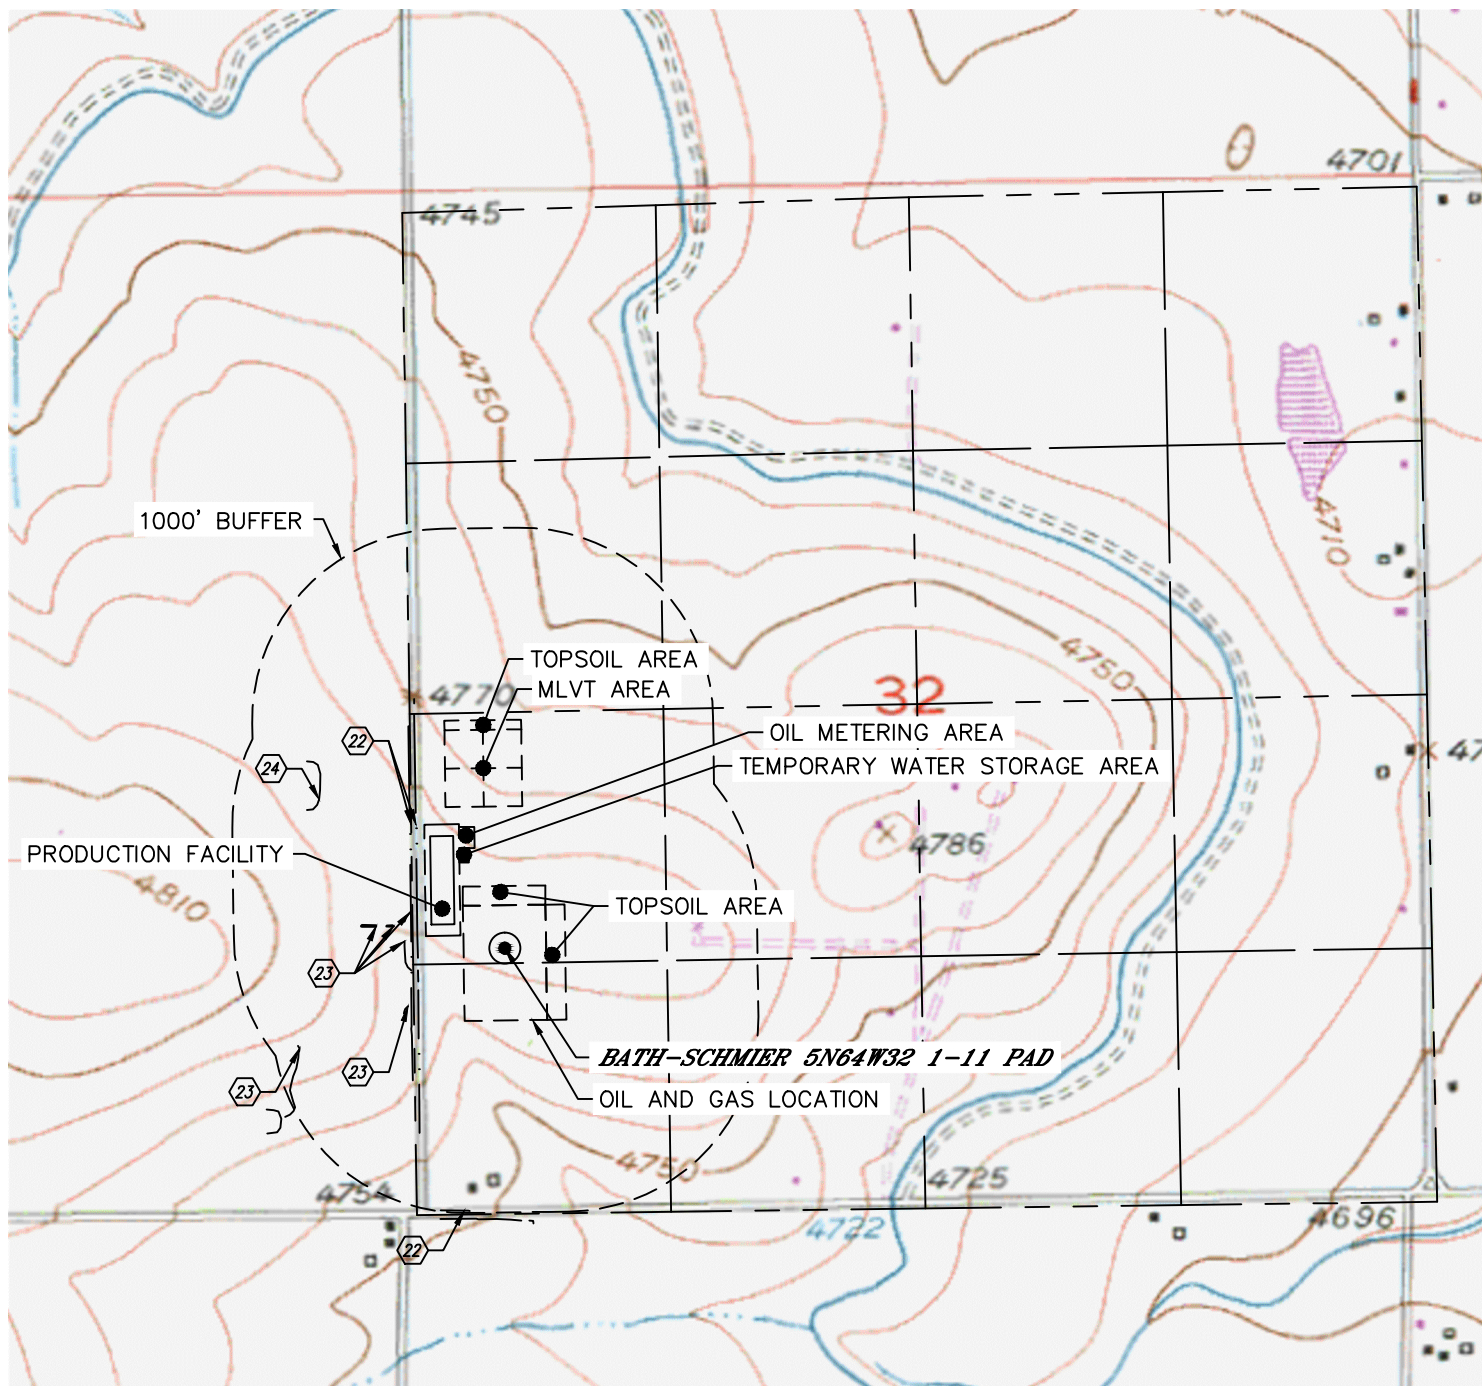 4701
4745
4750
1000' BUFFER
4710
TOPSOIL AREA
4750
MLVT AREA
4770
32
22
OIL METERING AREA
24
TEMPORARY WATER STORAGE AREA
47
PRODUCTION FACILITY
4786
4810
TOPSOIL AREA
23
BATH-SCHMIER 5N64W32 1-11 PAD
23
23
OIL AND GAS LOCATION
4750
4754
4725
4722
4696
22